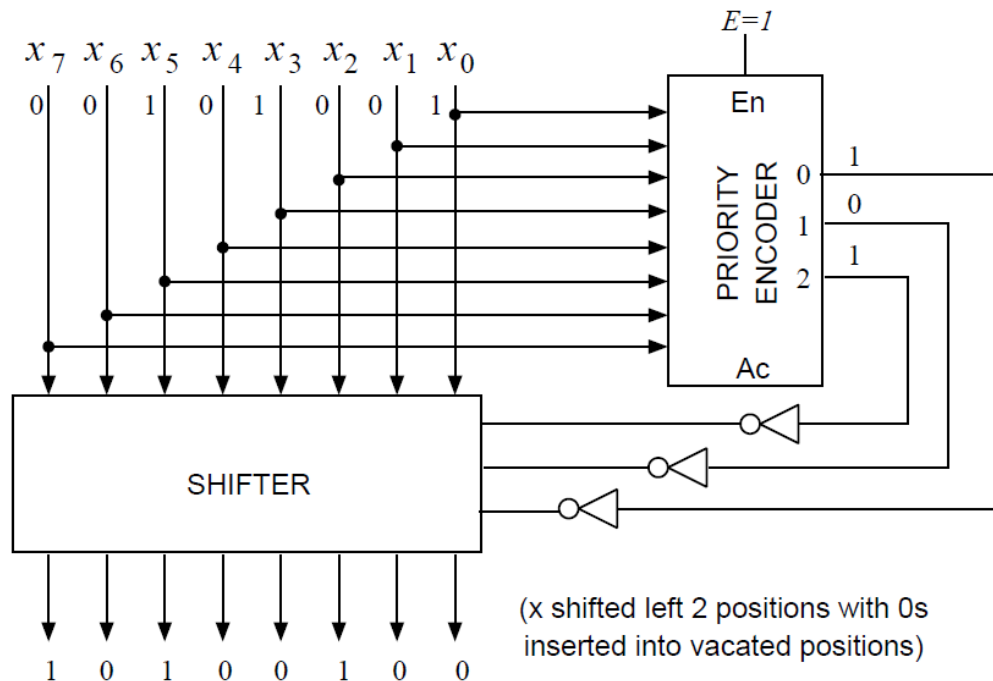 E=1
x7 x6 x5 x4 x3 x2 x1 x0
0 0 1 0 1 0 0 1
En
PRIORITY
ENCODER
0 1
1 0
2 1
Ac
SHIFTER
(x shifted left 2 positions with 0s
inserted into vacated positions)
1 0 1 0 0 1 0 0